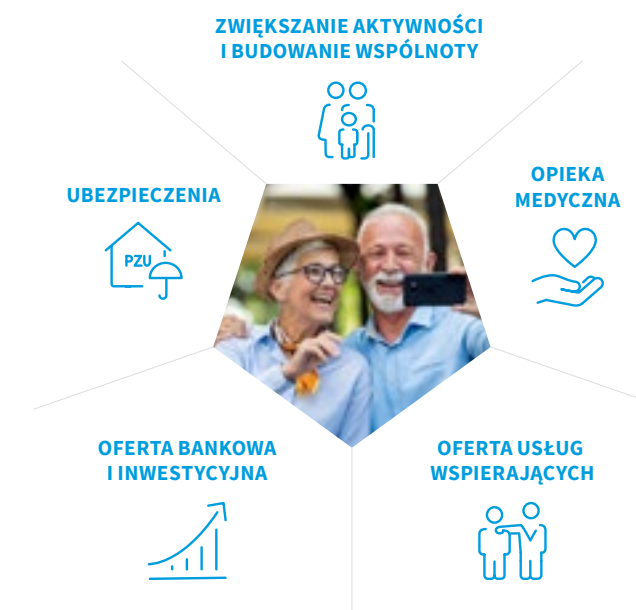 ZWIĘKSZANIE AKTYWNOŚCI
I BUDOWANIE WSPÓLNOTY
OPIEKA
MEDYCZNA
UBEZPIECZENIA
PZU
OFERTA BANKOWA
I INWESTYCYJNA
OFERTA USŁUG
WSPIERAJĄCYCH